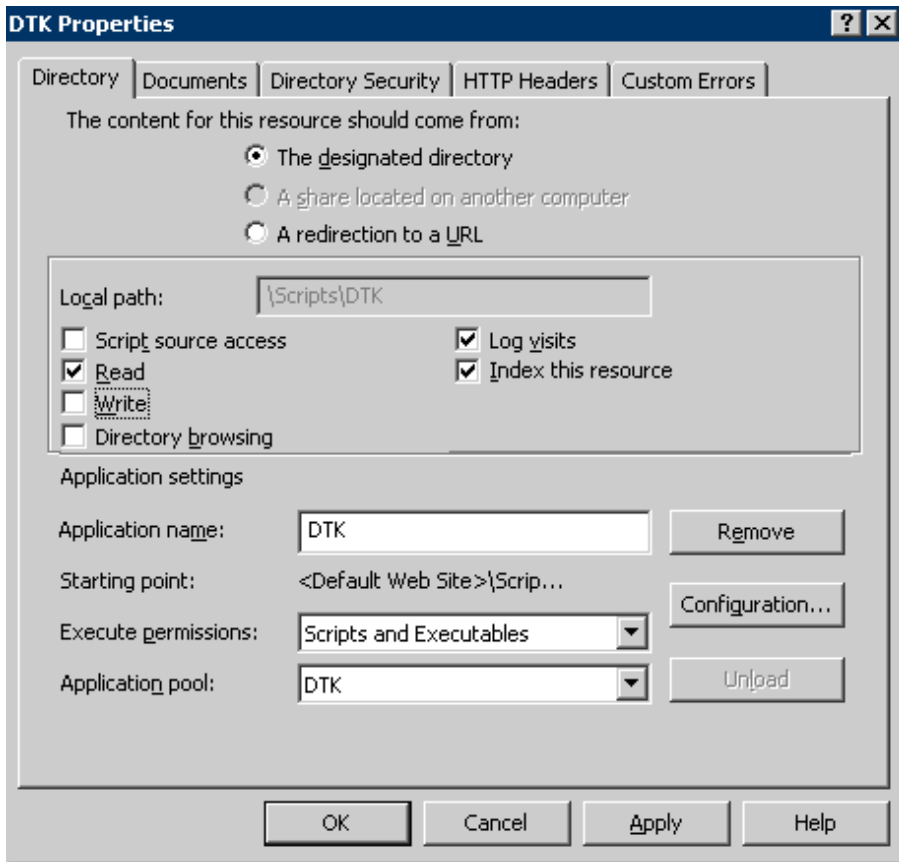 DTK Properties
Directory Documents Directory Security HTTP Headers Custom Errors
The content for this resource should come from:
The designated directory
A share located on another computer
A redirection to a URL
Local path: \Scripts\DTK
Script source access Log visits
Read Index this resource
Write
Directory browsing
Application settings
Application name: DTK Remove
Starting point: <Default Web Site>\Scrip...
Configuration...
Execute permissions: Scripts and Executables
Application pool: DTK Unload
OK Cancel Apply Help